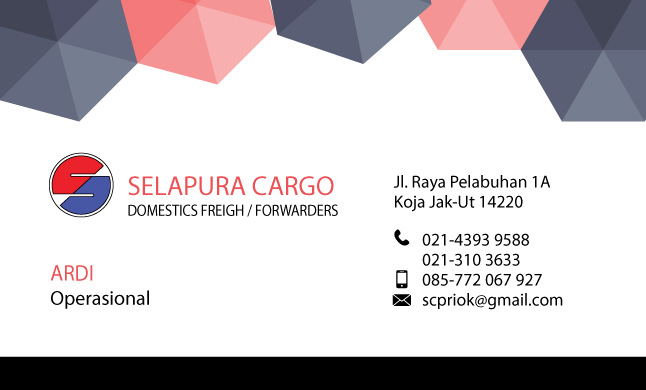 SELAPURA CARGO
DOMESTICS FREIGH / FORWARDERS
ARDI
Operasional
Jl. Raya Pelabuhan 1A
Koja Jak-Ut 14220
021-4393 9588
021-310 3633
085-772 067 927
scpriok@gmail.com